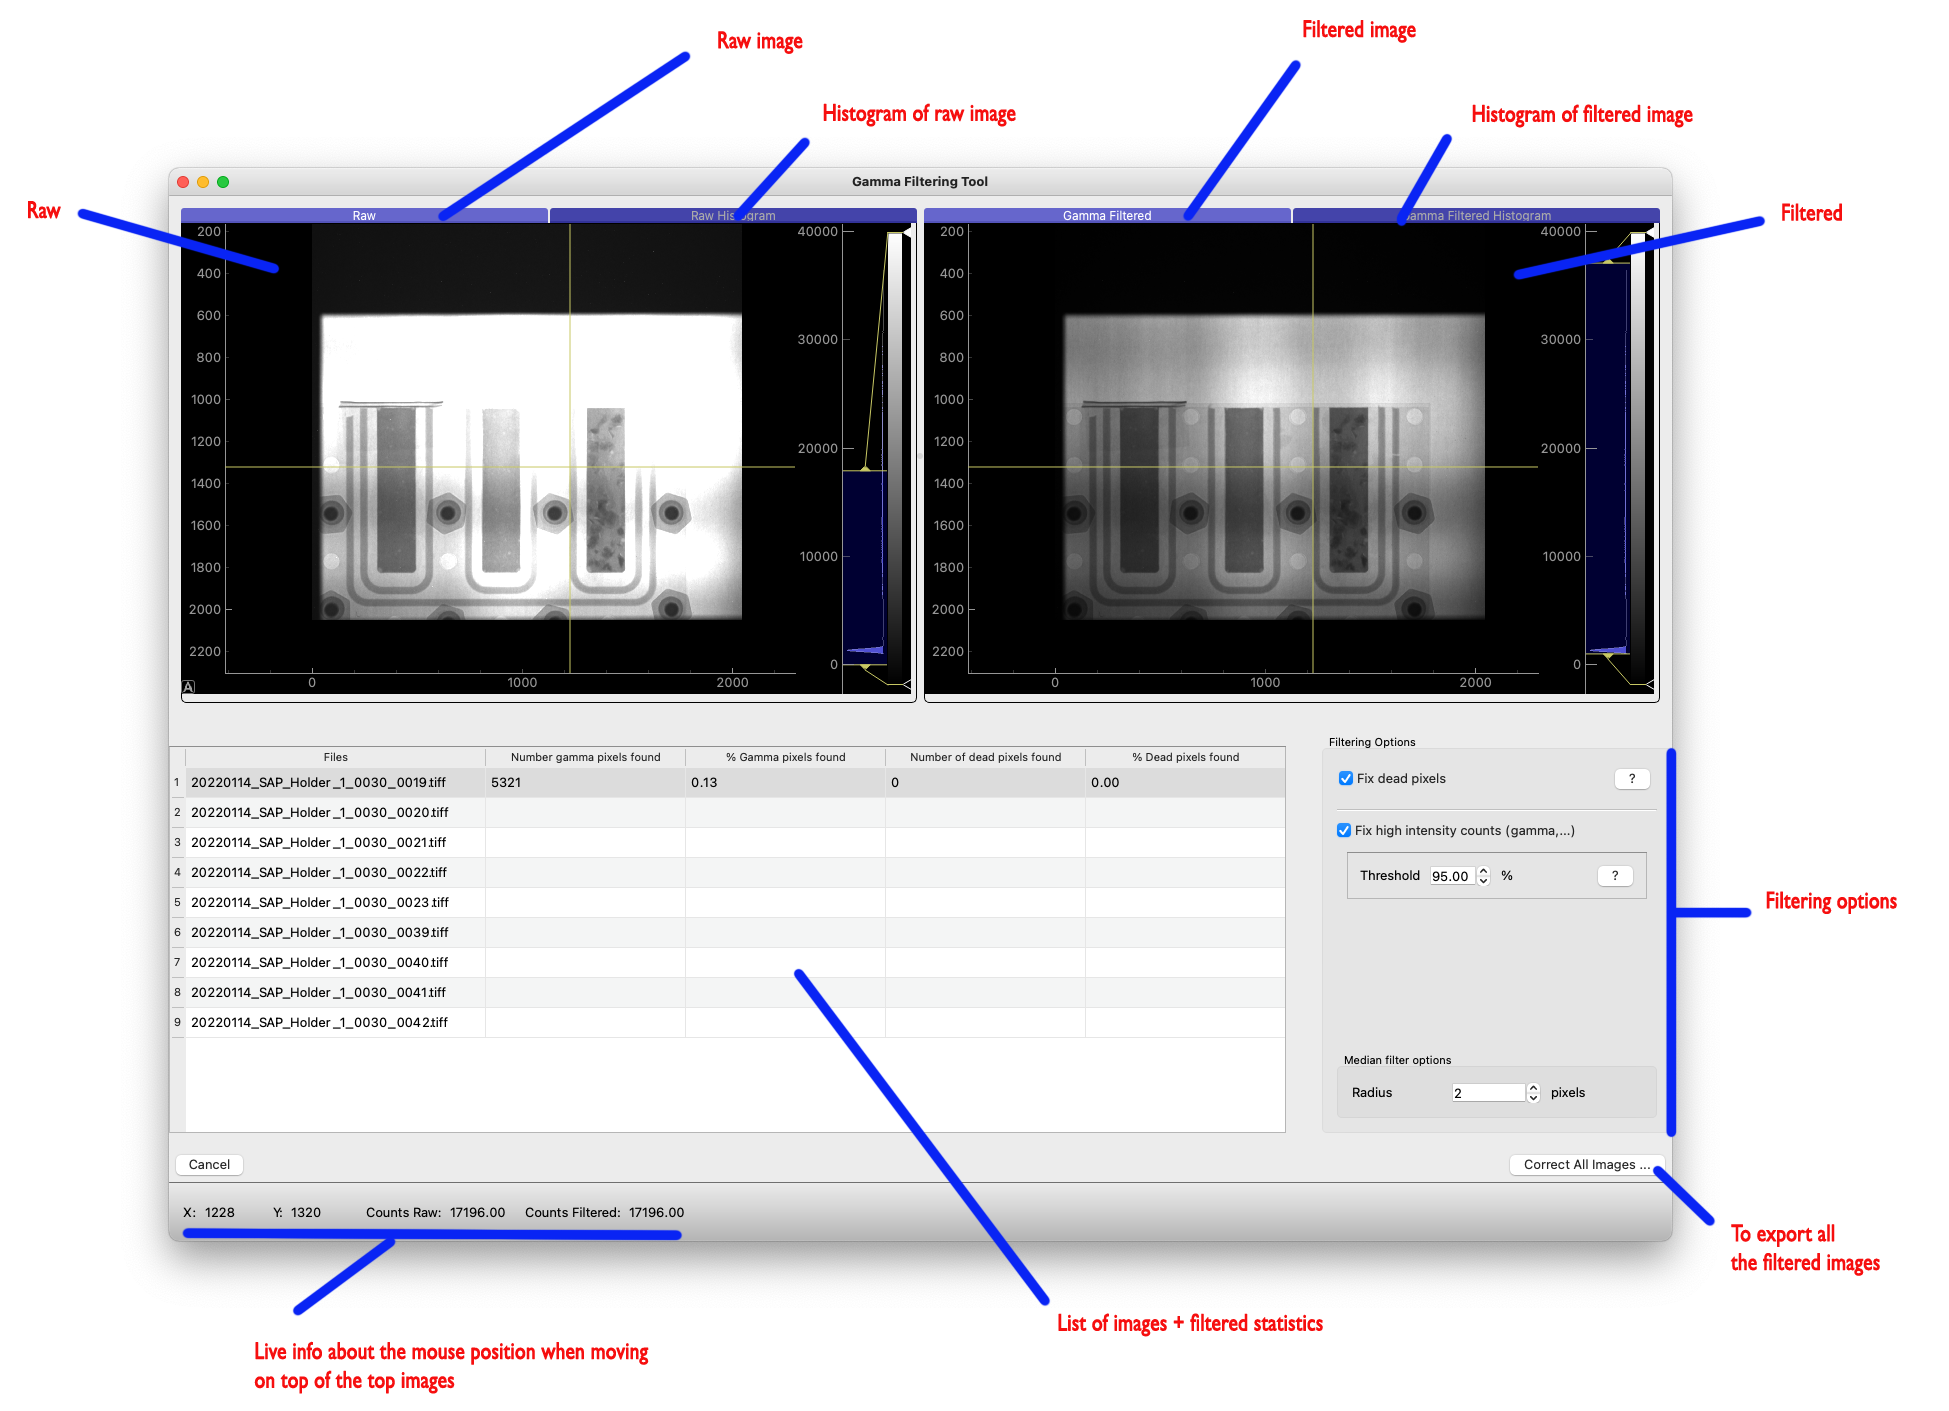 Raw image
Filtered image
Histogram of raw image
Histogram of filtered image
Raw
Filtered
Gamma Filtering Tool
Raw
Raw Histogram
Gamma Filtered
Gamma Filtered Histogram
200
400
600
800
1000
1200
1400
1600
1800
2000
2200
0
1000
2000
40000
30000
20000
10000
0
A
200
400
600
800
1000
1200
1400
1600
1800
2000
2200
0
1000
2000
40000
30000
20000
10000
0
Files Number gamma pixels found % Gamma pixels found Number of dead pixels found % Dead pixels found
1 20220114_SAP_Holder_1_0030_0019.tiff 5321 0.13 0 0.00
2 20220114_SAP_Holder_1_0030_0020.tiff
3 20220114_SAP_Holder_1_0030_0021.tiff
4 20220114_SAP_Holder_1_0030_0022.tiff
5 20220114_SAP_Holder_1_0030_0023.tiff
6 20220114_SAP_Holder_1_0030_0039.tiff
7 20220114_SAP_Holder_1_0030_0040.tiff
8 20220114_SAP_Holder_1_0030_0041.tiff
9 20220114_SAP_Holder_1_0030_0042.tiff
Filtering Options
Fix dead pixels ?
Fix high intensity counts (gamma,...)
Threshold 95.00 % ?
Median filter options
Radius 2 pixels
Filtering options
Cancel
Correct All Images ...
X: 1228 Y: 1320 Counts Raw: 17196.00 Counts Filtered: 17196.00
To export all
the filtered images
List of images + filtered statistics
Live info about the mouse position when moving
on top of the top images